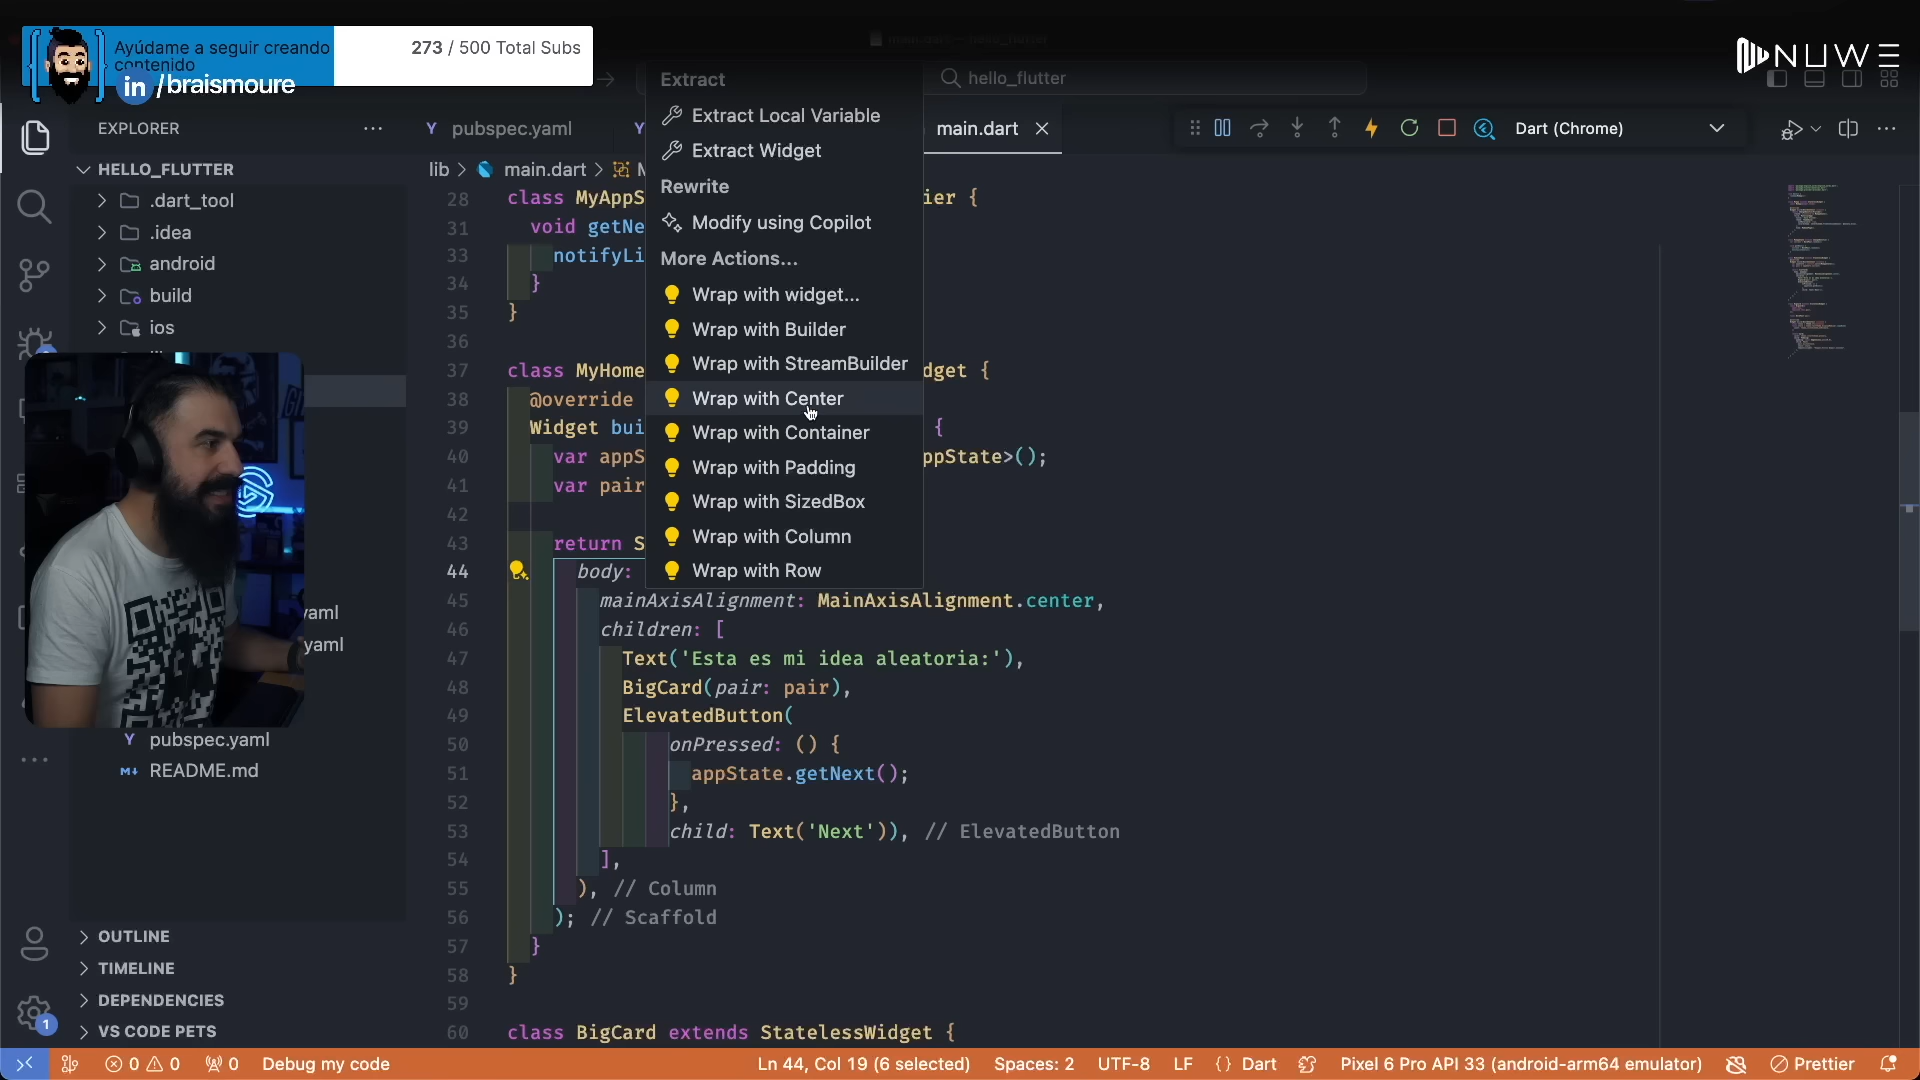 Ayúdame a seguir creando
contenido
273 / 500 Total Subs
in /braismoure
NUWE
hello_flutter
EXPLORER
pubspec.yaml
main.dart
Dart (Chrome)
HELLO_FLUTTER
.dart_tool
.idea
android
build
ios
yaml
yaml
pubspec.yaml
README.md
OUTLINE
TIMELINE
DEPENDENCIES
VS CODE PETS
1
lib > main.dart >
Extract
Extract Local Variable
Extract Widget
Rewrite
Modify using Copilot
More Actions...
Wrap with widget...
Wrap with Builder
Wrap with StreamBuilder
Wrap with Center
Wrap with Container
Wrap with Padding
Wrap with SizedBox
Wrap with Column
Wrap with Row
28 class MyAppS ier {
31 void getNe
33 notifyLi
34 }
35 }
36
37 class MyHome dget {
38 @override
39 Widget bui {
40 var appS ppState>();
41 var pair
42
43 return S
44 body:
45 mainAxisAlignment: MainAxisAlignment.center,
46 children: [
47 Text('Esta es mi idea aleatoria:'),
48 BigCard(pair: pair),
49 ElevatedButton(
50 onPressed: () {
51 appState.getNext();
52 },
53 child: Text('Next')), // ElevatedButton
54 ],
55 ), // Column
56 ); // Scaffold
57 }
58 }
59
60 class BigCard extends StatelessWidget {
0 0 0 Debug my code Ln 44, Col 19 (6 selected) Spaces: 2 UTF-8 LF {} Dart Pixel 6 Pro API 33 (android-arm64 emulator) Prettier